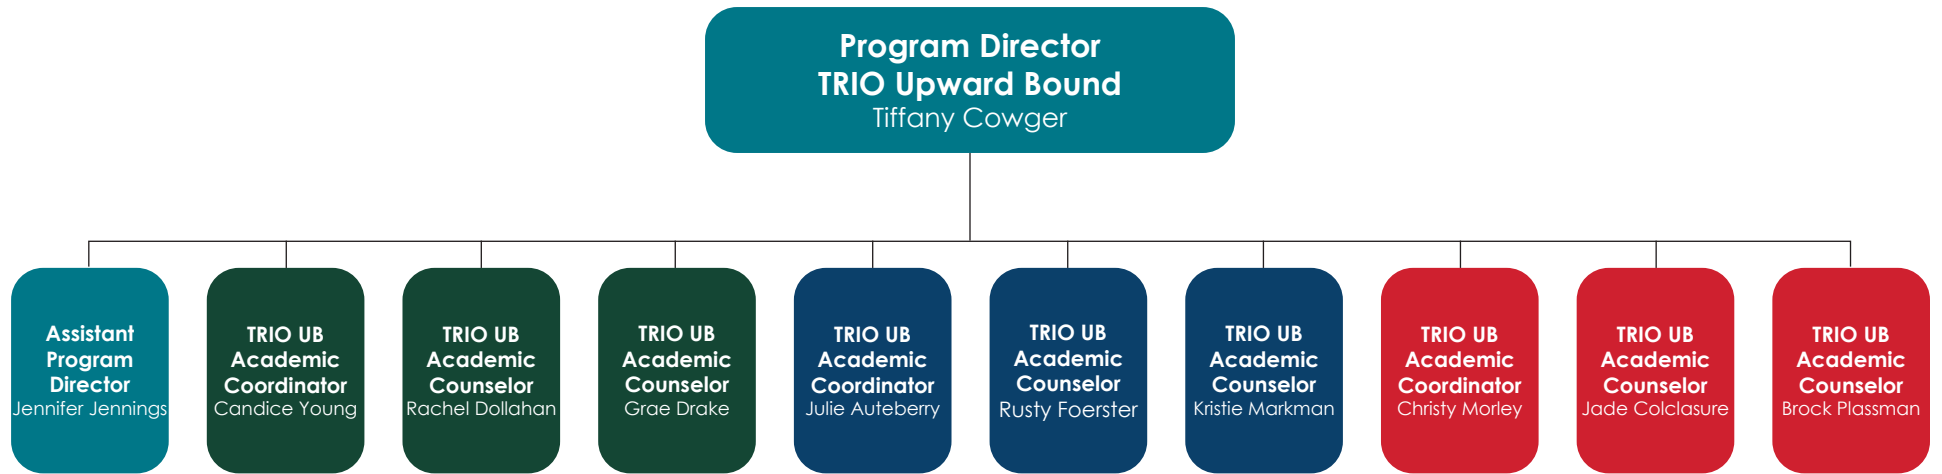 Program Director
TRIO Upward Bound
Tiffany Cowger
Assistant
Program
Director
Jennifer Jennings
TRIO UB
Academic
Coordinator
Candice Young
TRIO UB
Academic
Counselor
Rachel Dollahan
TRIO UB
Academic
Counselor
Grae Drake
TRIO UB
Academic
Coordinator
Julie Auteberry
TRIO UB
Academic
Counselor
Rusty Foerster
TRIO UB
Academic
Counselor
Kristie Markman
TRIO UB
Academic
Coordinator
Christy Morley
TRIO UB
Academic
Counselor
Jade Colclasure
TRIO UB
Academic
Counselor
Brock Plassman